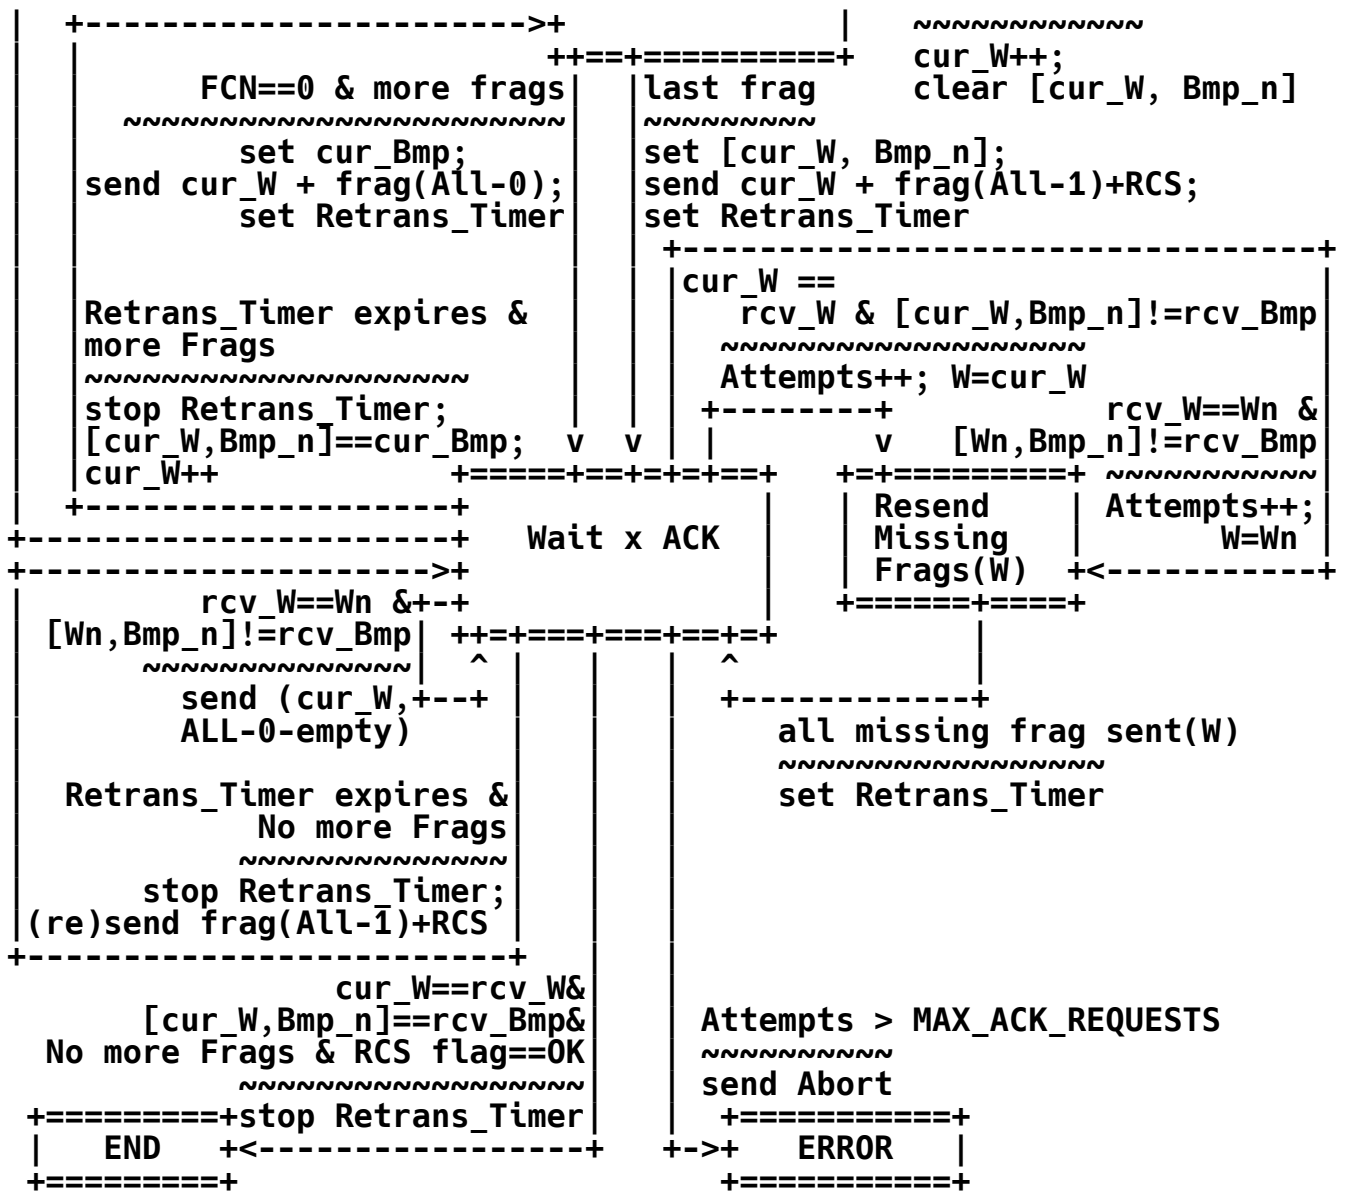 |  +----------------------->+              |   ~~~~~~~~~~~~
|  |                        ++==+==========+   cur_W++;
|  |      FCN==0 & more frags|  |last frag     clear [cur_W, Bmp_n]
|  |  ~~~~~~~~~~~~~~~~~~~~~~~|  |~~~~~~~~~
|  |        set cur_Bmp;     |  |set [cur_W, Bmp_n];
|  |send cur_W + frag(All-0);|  |send cur_W + frag(All-1)+RCS;
|  |        set Retrans_Timer|  |set Retrans_Timer
|  |                         |  | +---------------------------------+
|  |                         |  | |cur_W ==                         |
|  |Retrans_Timer expires &  |  | |   rcv_W & [cur_W,Bmp_n]!=rcv_Bmp|
|  |more Frags               |  | |  ~~~~~~~~~~~~~~~~~~~            |
|  |~~~~~~~~~~~~~~~~~~~~     |  | |  Attempts++; W=cur_W            |
|  |stop Retrans_Timer;      |  | | +--------+           rcv_W==Wn &|
|  |[cur_W,Bmp_n]==cur_Bmp;  v  v | |        v   [Wn,Bmp_n]!=rcv_Bmp|
|  |cur_W++            +=====+==+=+=+==+   +=+=========+ ~~~~~~~~~~~|
|  +-------------------+               |   | Resend    | Attempts++;|
+----------------------+   Wait x ACK  |   | Missing   |       W=Wn |
+--------------------->+               |   | Frags(W)  +<-----------+
|         rcv_W==Wn &+-+               |   +======+====+
| [Wn,Bmp_n]!=rcv_Bmp| ++=+===+===+==+=+          |
|      ~~~~~~~~~~~~~~|  ^ |   |   |  ^            |
|        send (cur_W,+--+ |   |   |  +------------+
|        ALL-0-empty)     |   |   |     all missing frag sent(W)
|                         |   |   |     ~~~~~~~~~~~~~~~~~
|  Retrans_Timer expires &|   |   |     set Retrans_Timer
|            No more Frags|   |   |
|           ~~~~~~~~~~~~~~|   |   |
|      stop Retrans_Timer;|   |   |
|(re)send frag(All-1)+RCS |   |   |
+-------------------------+   |   |
                 cur_W==rcv_W&|   |
       [cur_W,Bmp_n]==rcv_Bmp&|   | Attempts > MAX_ACK_REQUESTS
  No more Frags & RCS flag==OK|   | ~~~~~~~~~~
            ~~~~~~~~~~~~~~~~~~|   | send Abort
 +=========+stop Retrans_Timer|   |  +===========+
 |   END   +<-----------------+   +->+   ERROR   |
 +=========+                         +===========+